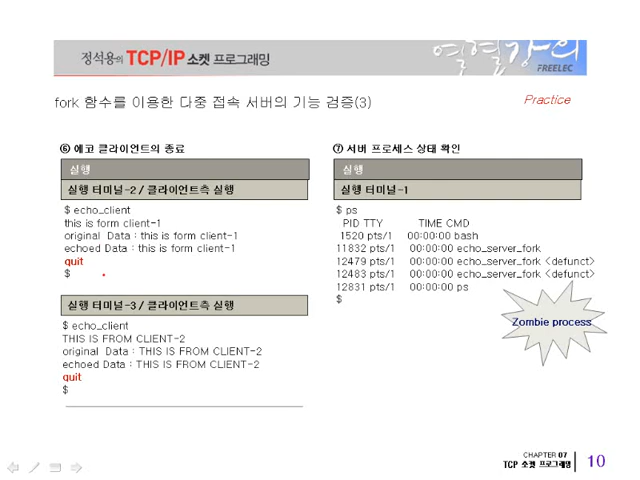 정석용의 TCP/IP 소켓 프로그래밍
열혈강의
FREELEC
fork 함수를 이용한 다중 접속 서버의 기능 검증(3)
Practice
⑥ 에코 클라이언트의 종료
실행
실행 터미널-2 / 클라이언트측 실행
$ echo_client
this is form client-1
original Data : this is form client-1
echoed Data : this is form client-1
quit
$
실행 터미널-3 / 클라이언트측 실행
$ echo_client
THIS IS FROM CLIENT-2
original Data : THIS IS FROM CLIENT-2
echoed Data : THIS IS FROM CLIENT-2
quit
$
⑦ 서버 프로세스 상태 확인
실행
실행 터미널-1
$ ps
PID TTY TIME CMD
1520 pts/1 00:00:00 bash
11832 pts/1 00:00:00 echo_server_fork
12479 pts/1 00:00:00 echo_server_fork <defunct>
12483 pts/1 00:00:00 echo_server_fork <defunct>
12831 pts/1 00:00:00 ps
$
Zombie process
CHAPTER 07
TCP 소켓 프로그래밍
10